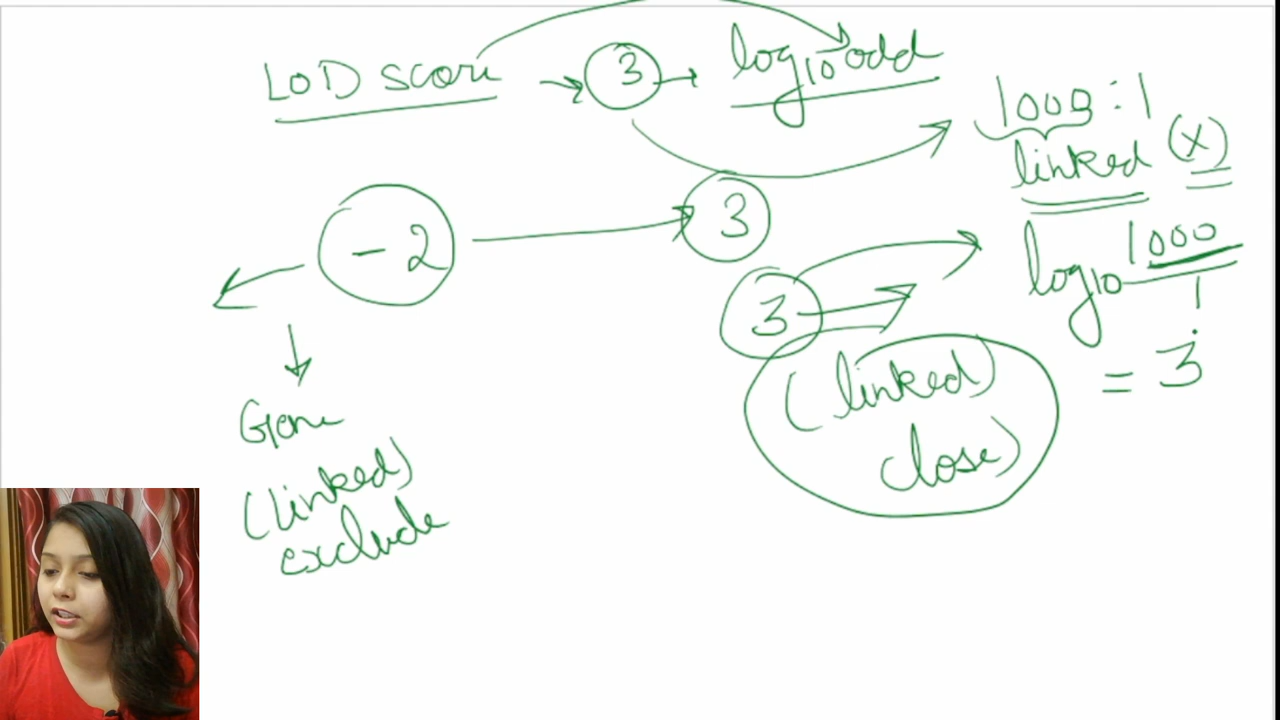 LOD score → 3 → log10 odd
1000 : 1
linked (x)
- 2 → 3
log10 1000/1
= 3
3
(linked)
close)
Gene
(linked)
exclude